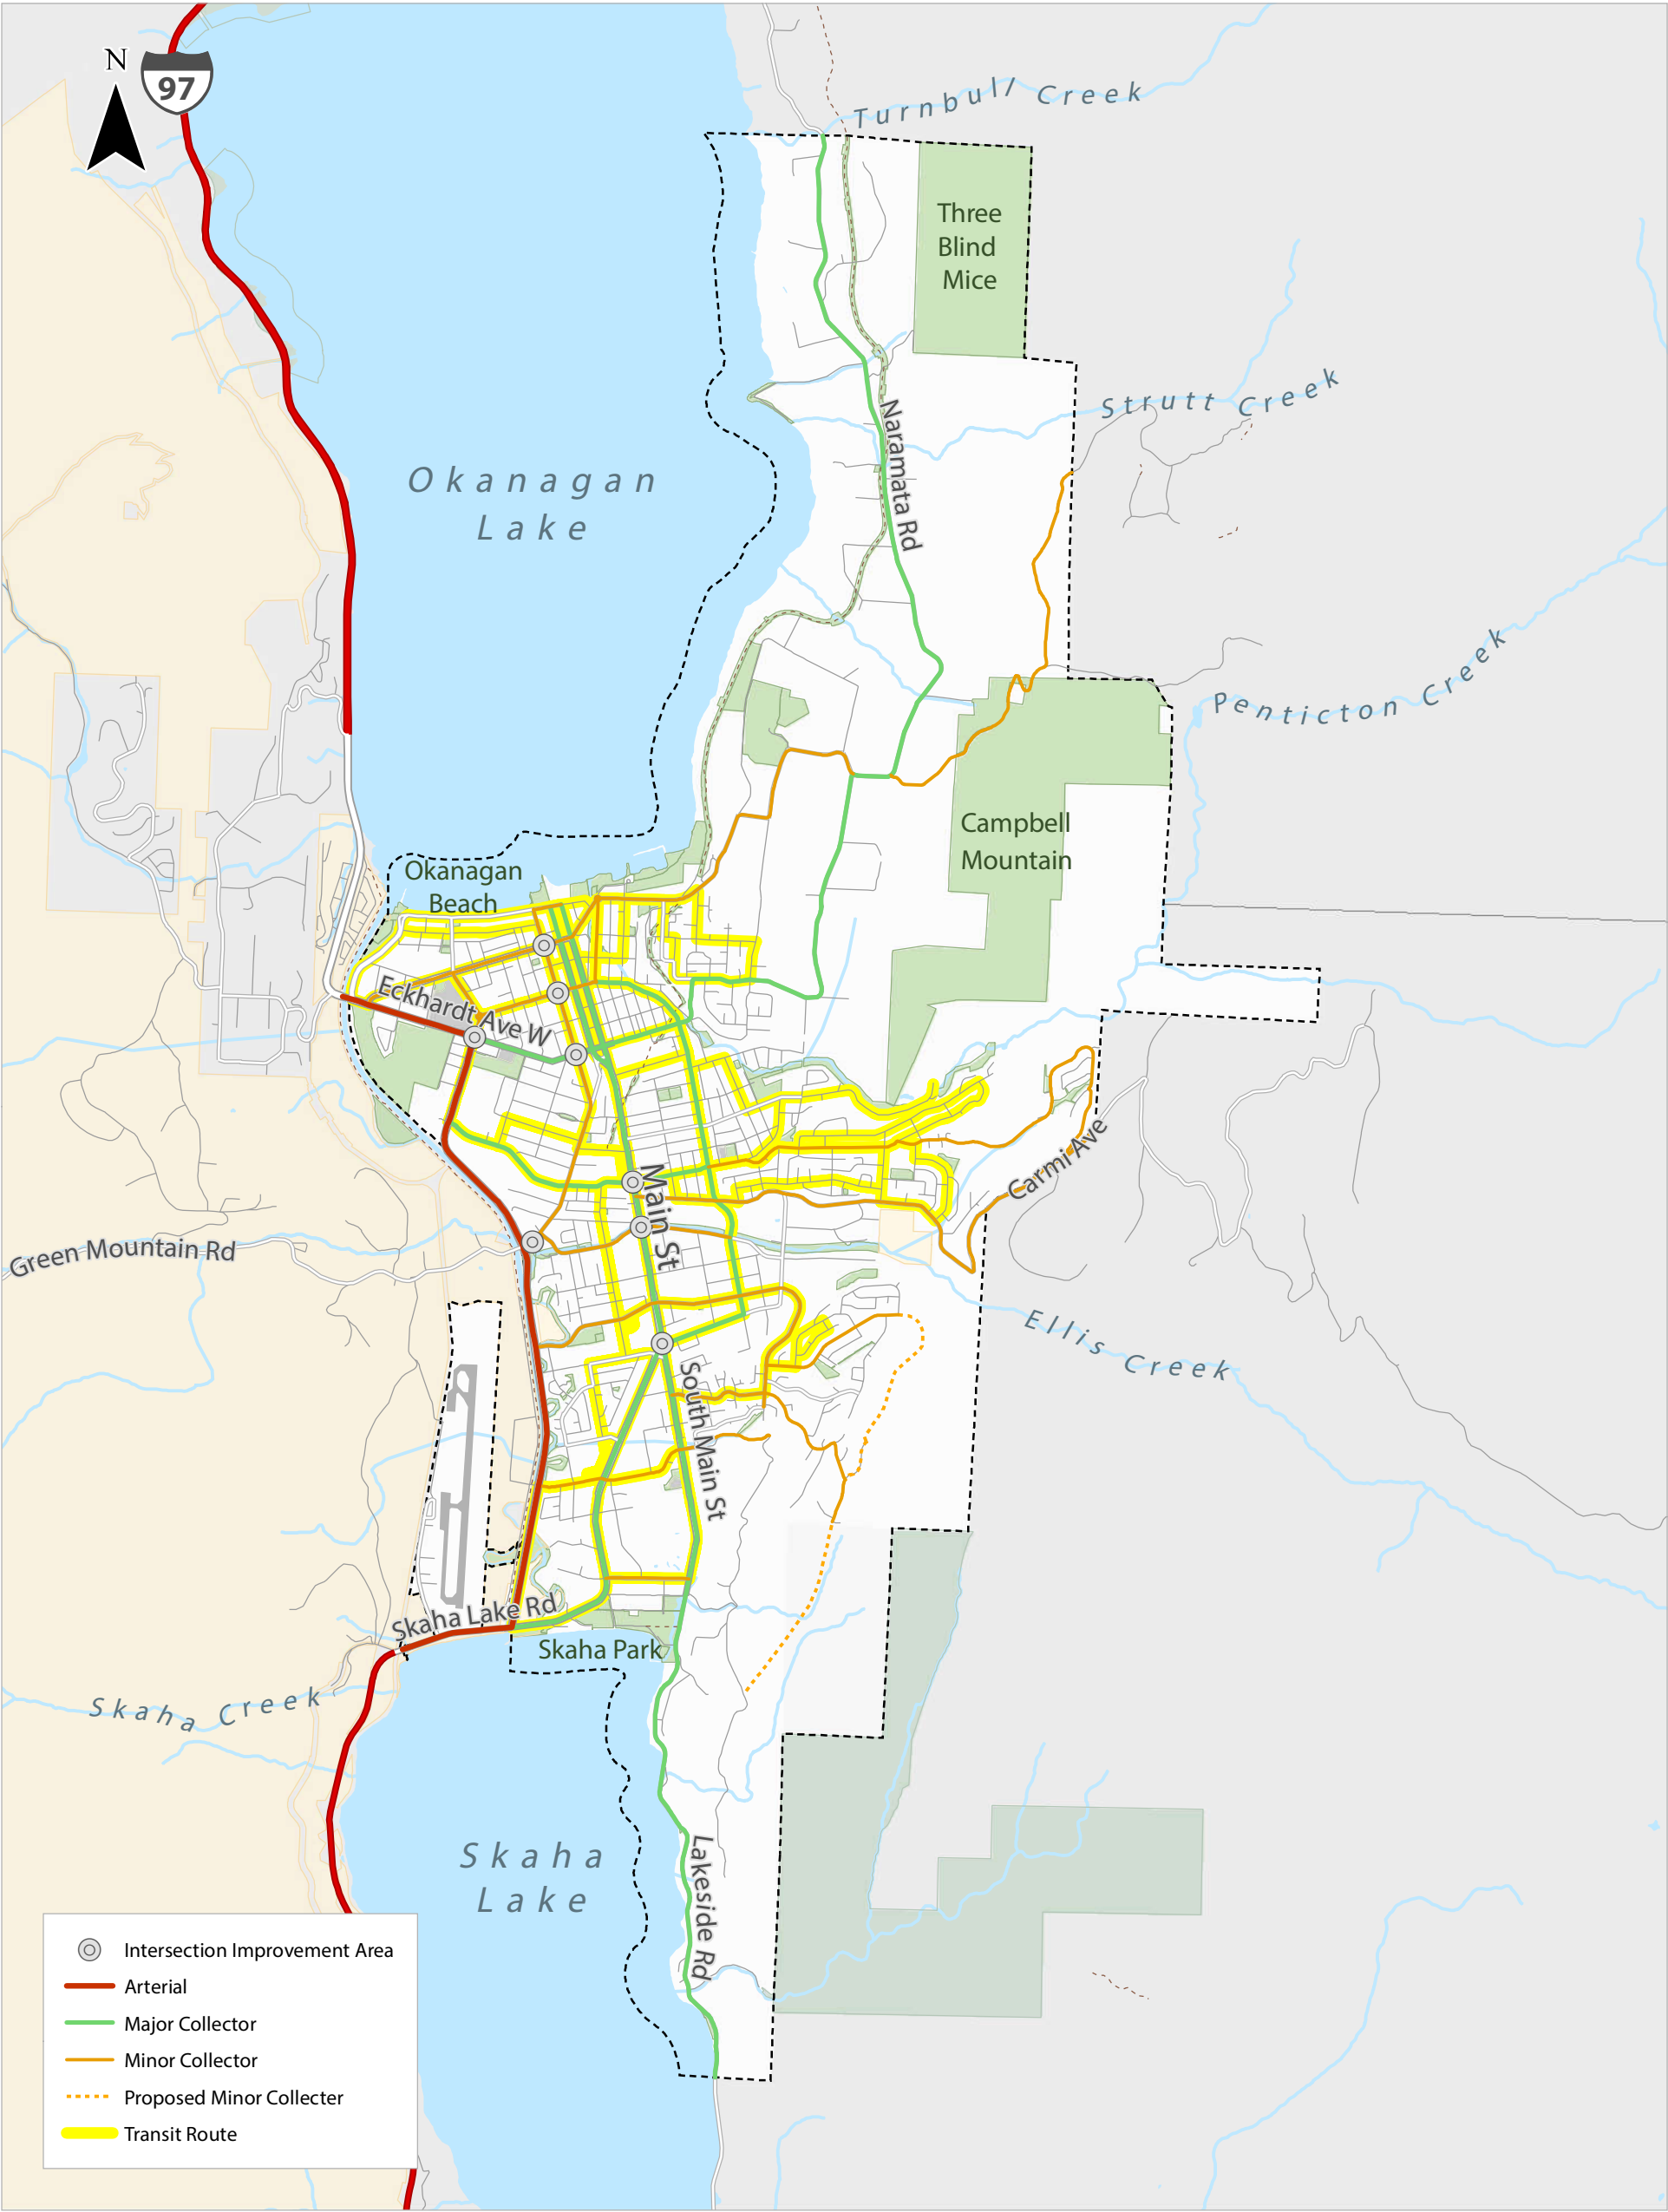 N
97
Turnbull Creek
Three
Blind
Mice
Strutt Creek
Naramata Rd
Okanagan
Lake
Penticton Creek
Campbell
Mountain
Okanagan
Beach
Eckhardt Ave W
Carmi Ave
Main St
Green Mountain Rd
Ellis Creek
South Main St
Skaha Lake Rd
Skaha Park
Skaha Creek
Skaha
Lake
Lakeside Rd
Intersection Improvement Area
Arterial
Major Collector
Minor Collector
Proposed Minor Collecter
Transit Route